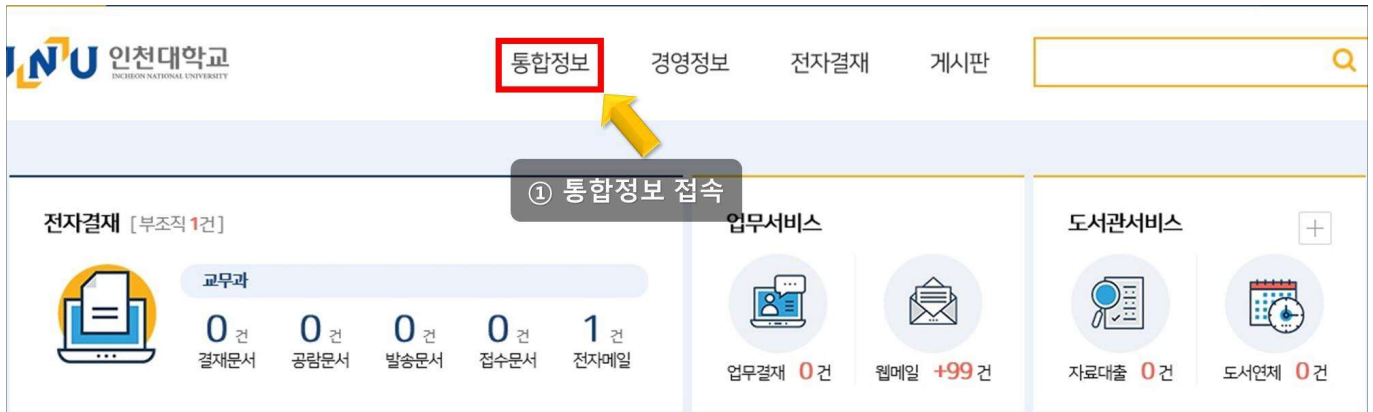 INU 인천대학교
INCHEON NATIONAL UNIVERSITY
통합정보 경영정보 전자결재 게시판
① 통합정보 접속
전자결재 [부조직 1건]
교무과
0 건 0 건 0 건 0 건 1 건
결재문서 공람문서 발송문서 접수문서 전자메일
업무서비스
업무결재 0 건 웹메일 +99 건
도서관서비스
자료대출 0 건 도서연체 0 건